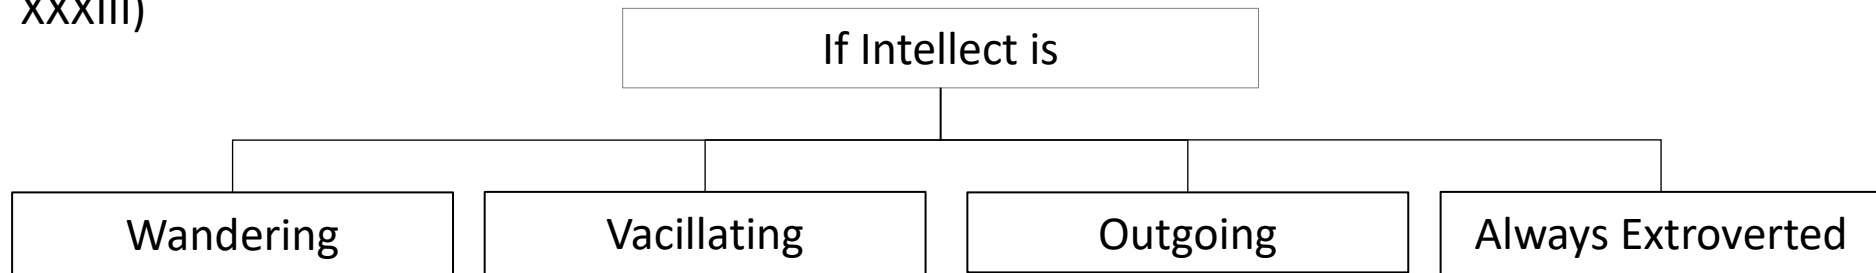 XXXIII)
If Intellect is
Wandering
Vacillating
Outgoing
Always Extroverted